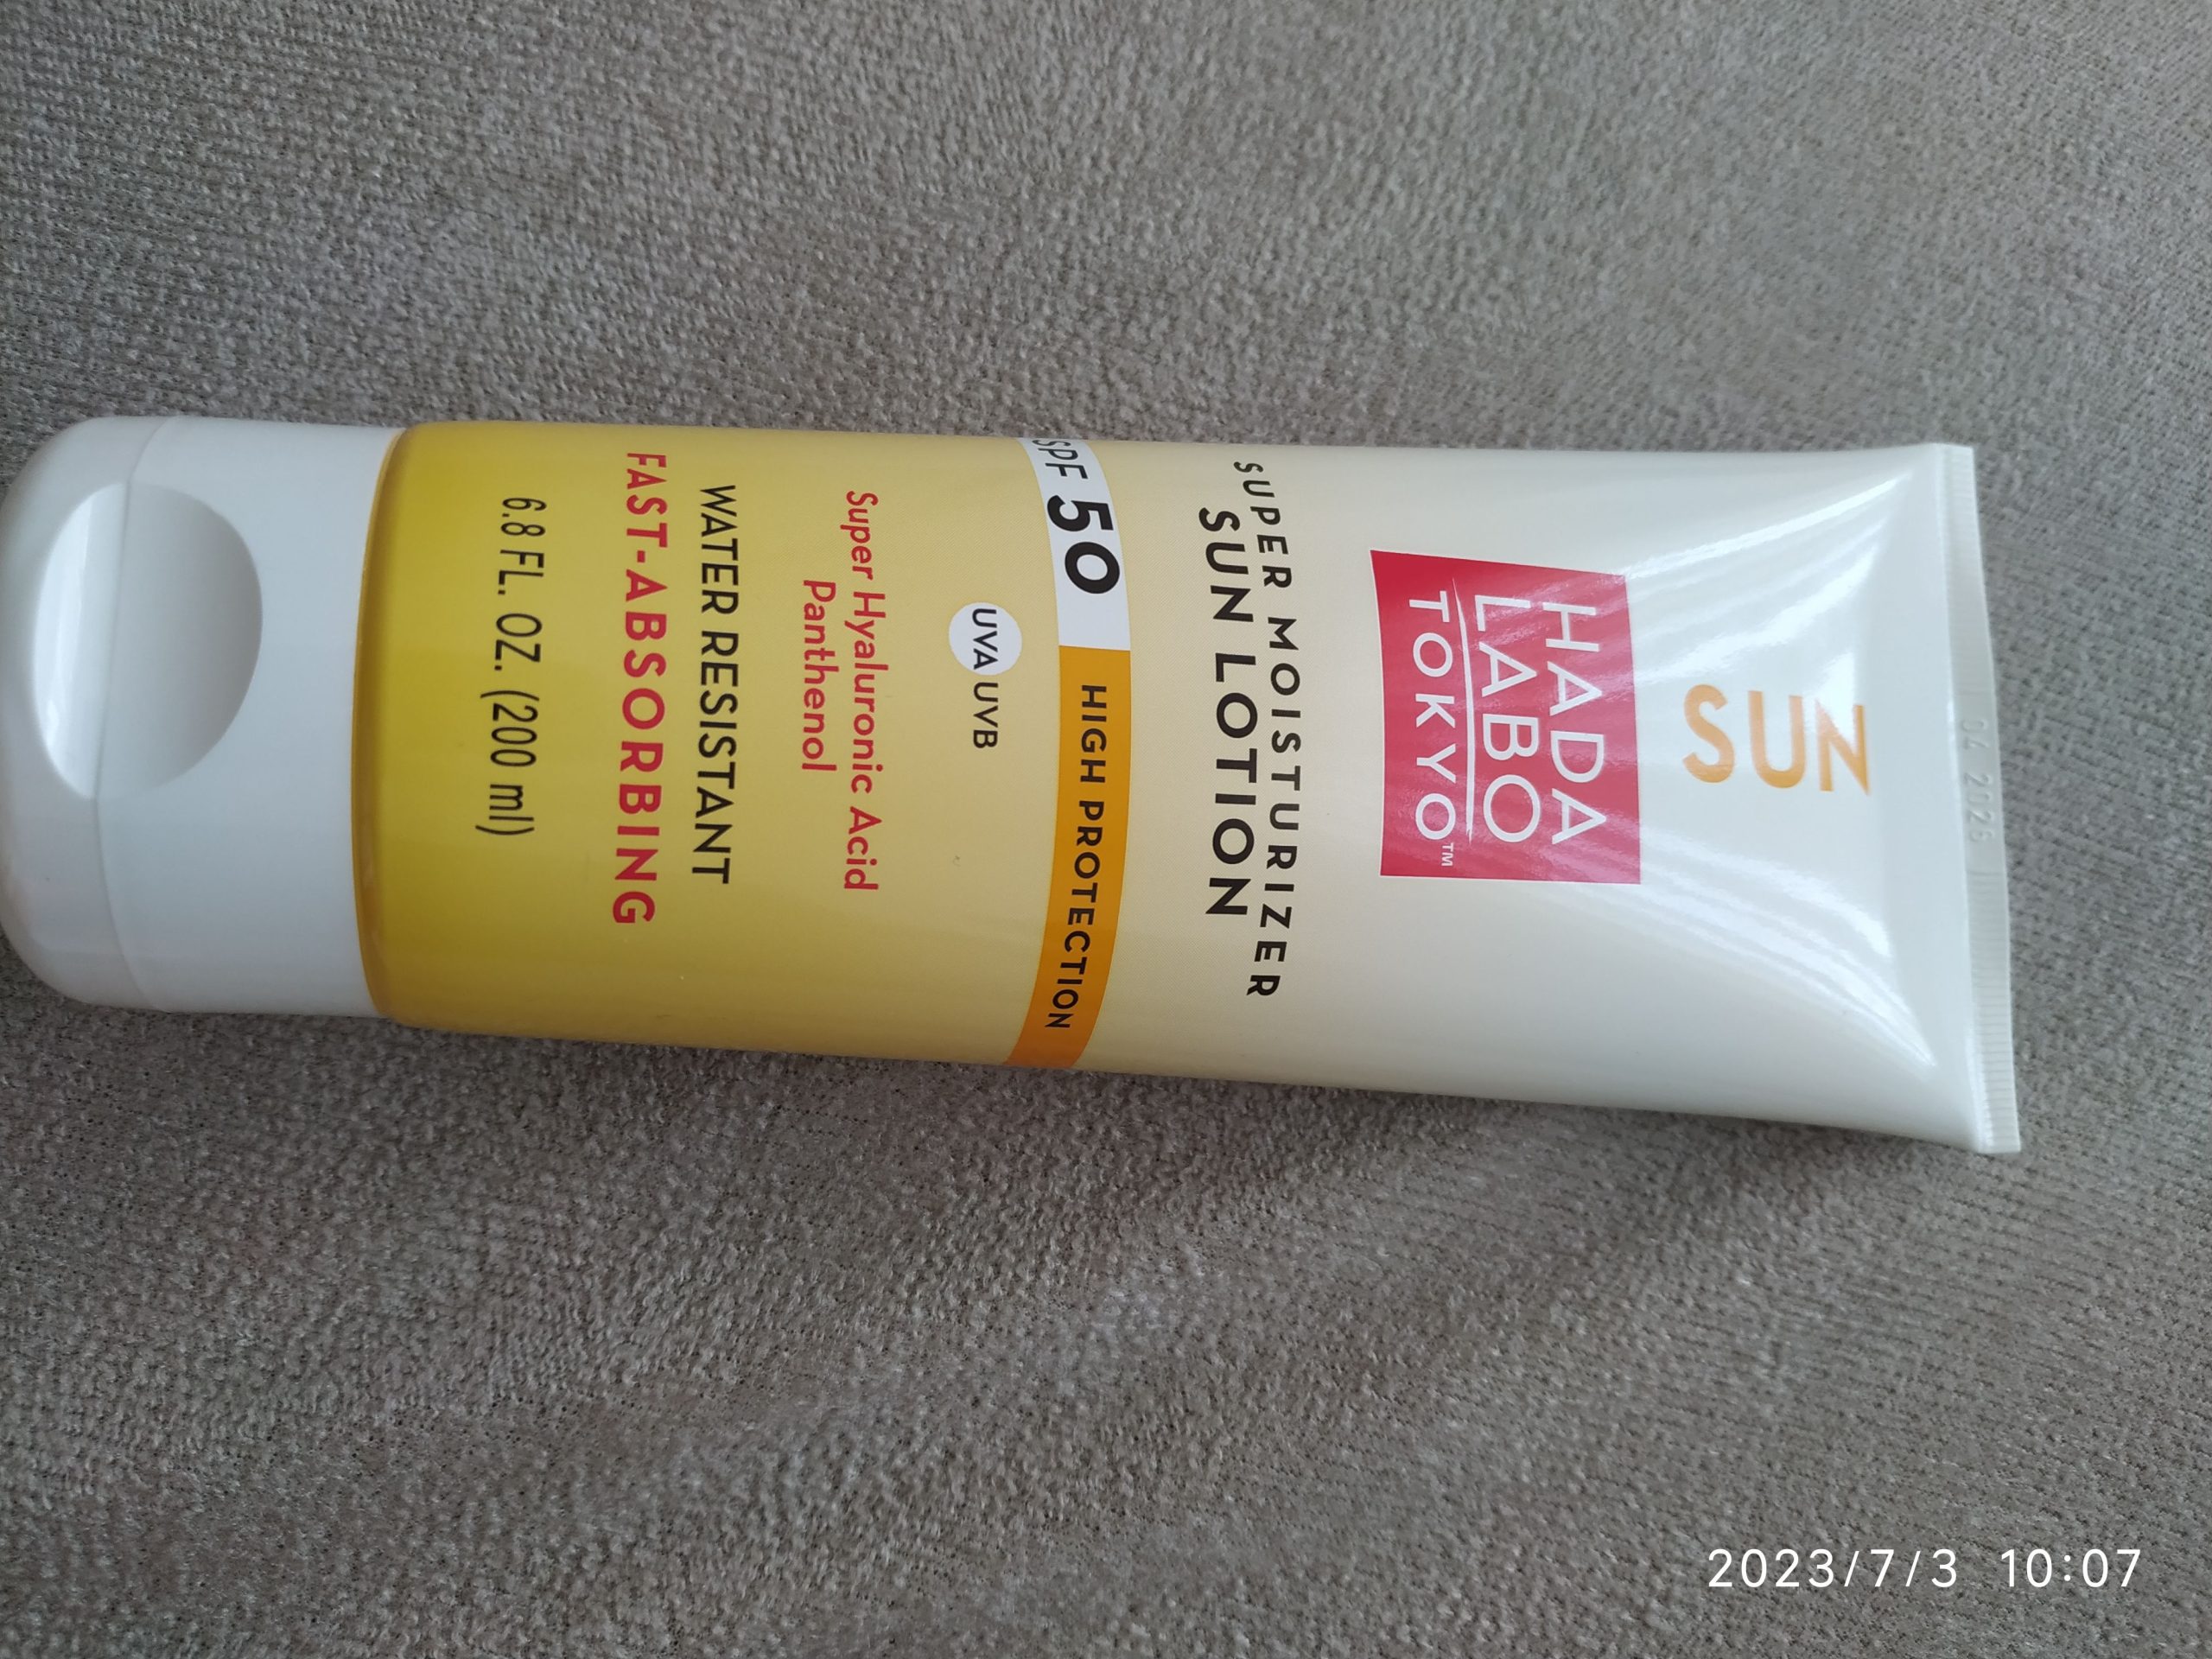 SUN
HADA
LABO
TOKYO™
SUPER MOISTURIZER
SUN LOTION
SPF 50 HIGH PROTECTION
UVA UVB
Super Hyaluronic Acid
Panthenol
WATER RESISTANT
FAST-ABSORBING
6.8 FL. OZ. (200 ml)
2023/7/3 10:07